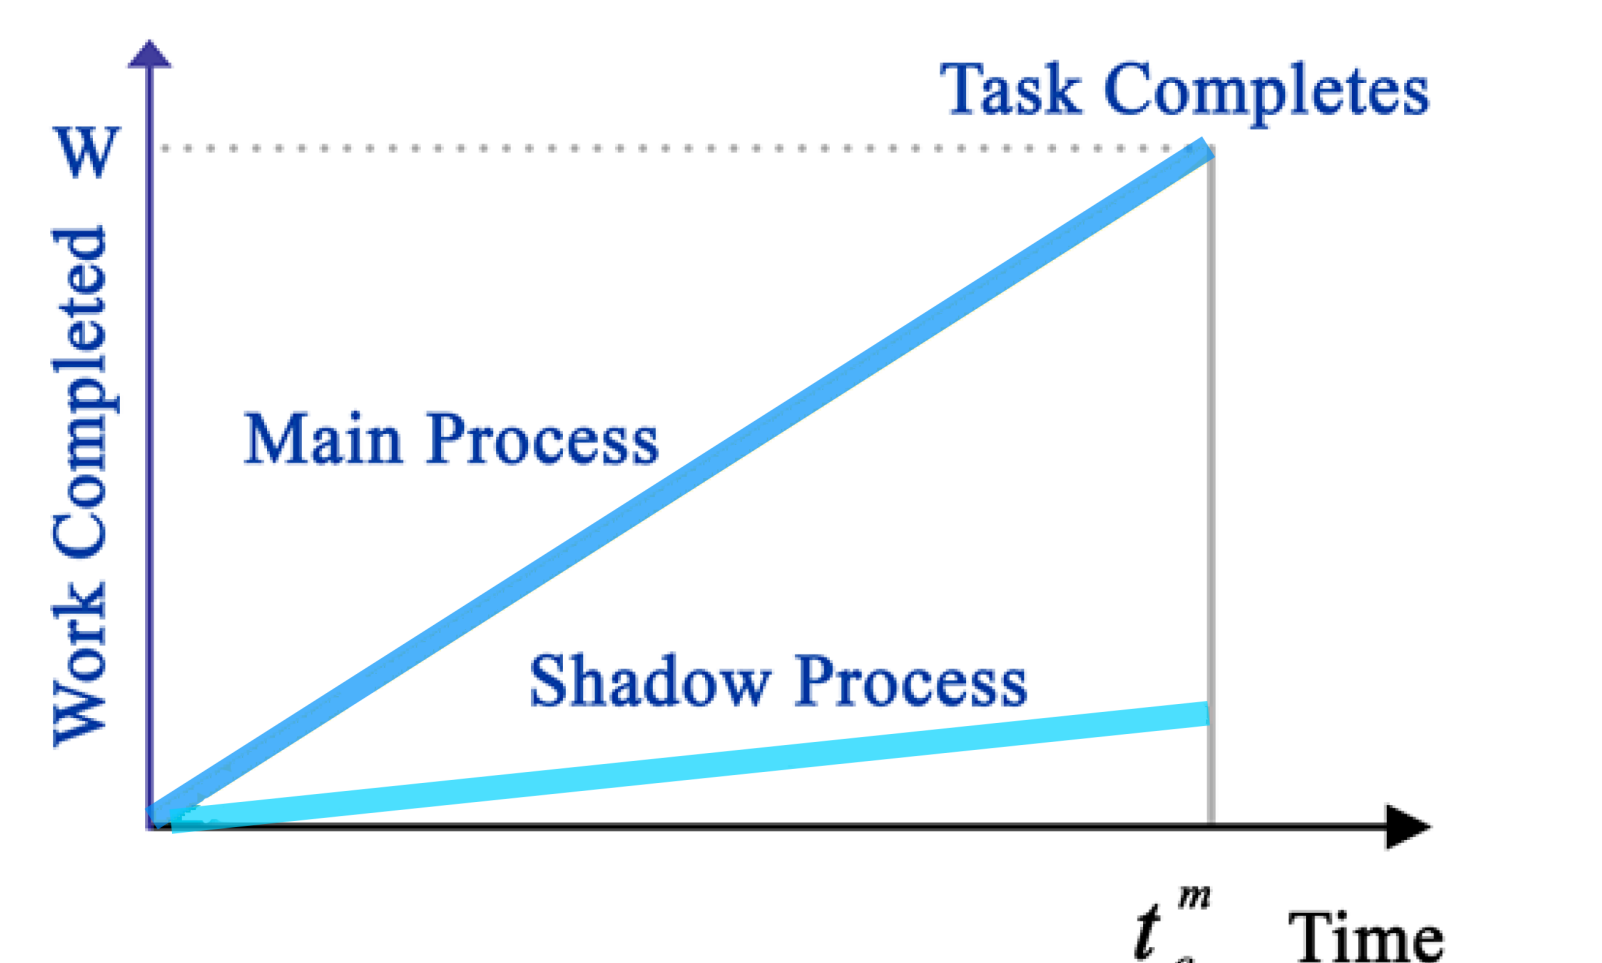 Task Completes
W
Work Completed
Main Process
Shadow Process
t m
Time